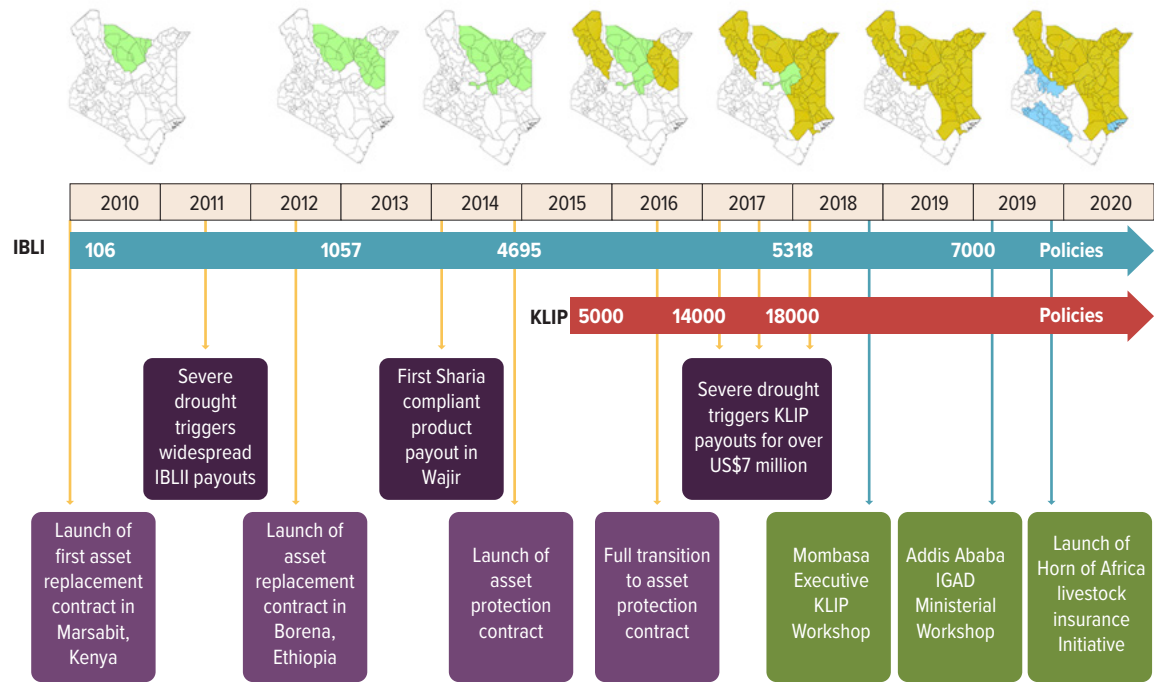 2010 2011 2012 2013 2014 2015 2016 2017 2018 2019 2019 2020
IBLI 106 1057 4695 5318 7000 Policies
KLIP 5000 14000 18000 Policies
Severe
drought
triggers
widespread
IBLII payouts
First Sharia
compliant
product
payout in
Wajir
Severe drought
triggers KLIP
payouts for over
US$7 million
Launch of
first asset
replacement
contract in
Marsabit,
Kenya
Launch of
asset
replacement
contract in
Borena,
Ethiopia
Launch of
asset
protection
contract
Full transition
to asset
protection
contract
Mombasa
Executive
KLIP
Workshop
Addis Ababa
IGAD
Ministerial
Workshop
Launch of
Horn of Africa
livestock
insurance
Initiative